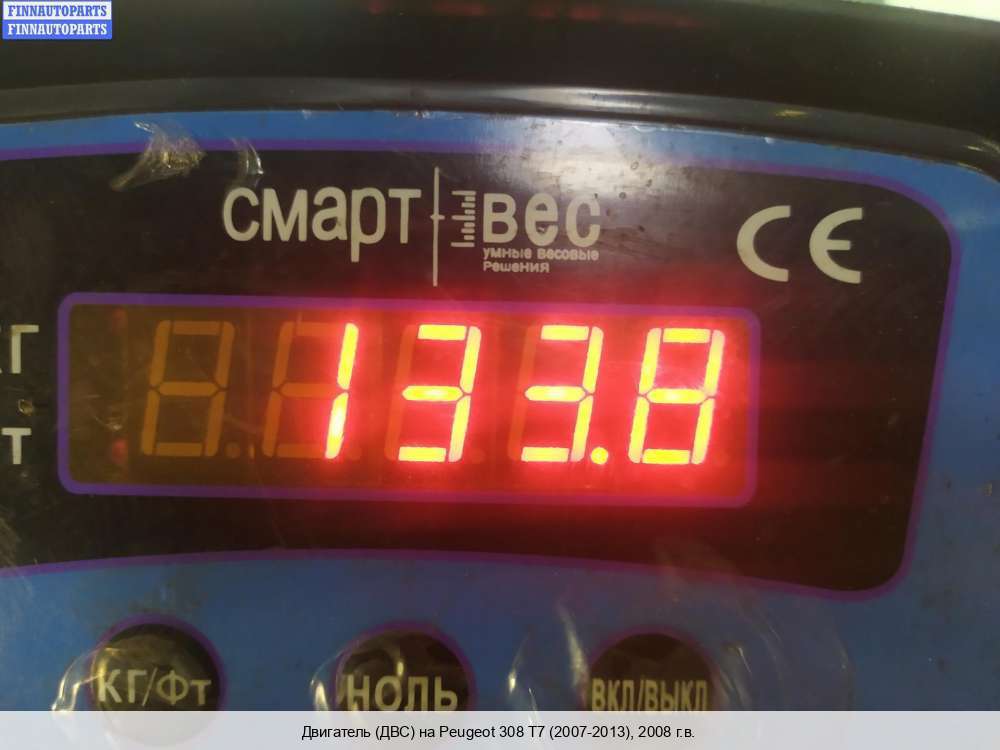 FINNAUTOPARTS
FINNAUTOPARTS
смарт вес
умные весовые
Решения
CE
КГ
133.8
КГ/Фт
НОЛЬ
ВКЛ/ВЫКЛ
Двигатель (ДВС) на Peugeot 308 T7 (2007-2013), 2008 г.в.